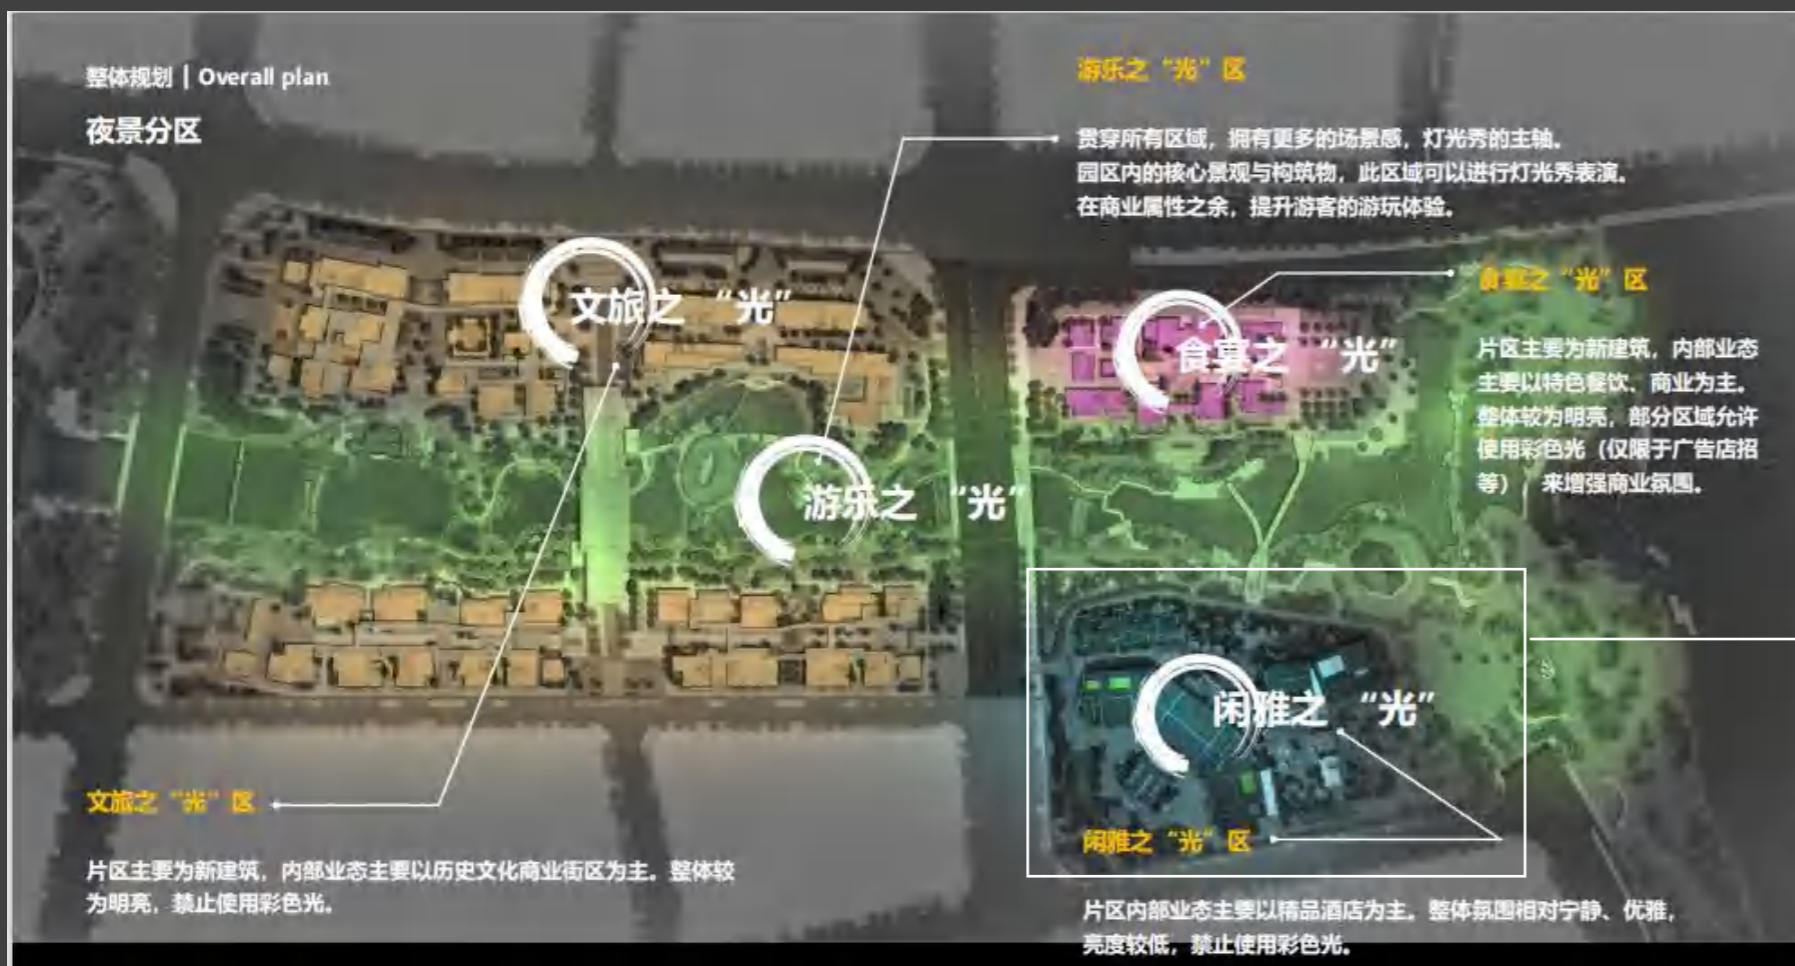 整体规划 | Overall plan
夜景分区
游乐之“光”区
贯穿所有区域，拥有更多的场景感，灯光秀的主轴。
园区内的核心景观与构筑物，此区域可以进行灯光秀表演。
在商业属性之余，提升游客的游玩体验。
文旅之“光”
食宴之“光”
食宴之“光”区
片区主要为新建筑，内部业态
主要以特色餐饮、商业为主。
整体较为明亮，部分区域允许
使用彩色光（仅限于广告店招
等） 来增强商业氛围。
游乐之“光”
闲雅之“光”
文旅之“光”区
片区主要为新建筑，内部业态主要以历史文化商业街区为主。整体较
为明亮，禁止使用彩色光。
闲雅之“光”区
片区内部业态主要以精品酒店为主。整体氛围相对宁静、优雅，
亮度较低，禁止使用彩色光。